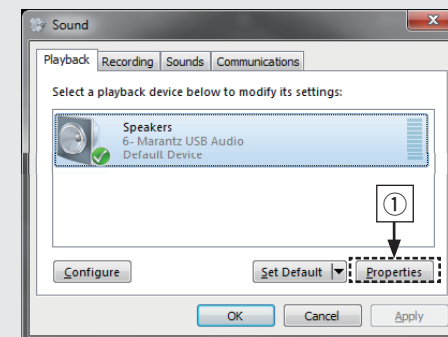 Sound
Playback Recording Sounds Communications
Select a playback device below to modify its settings:
Speakers
6- Marantz USB Audio
Default Device
①
Configure Set Default Properties
OK Cancel Apply